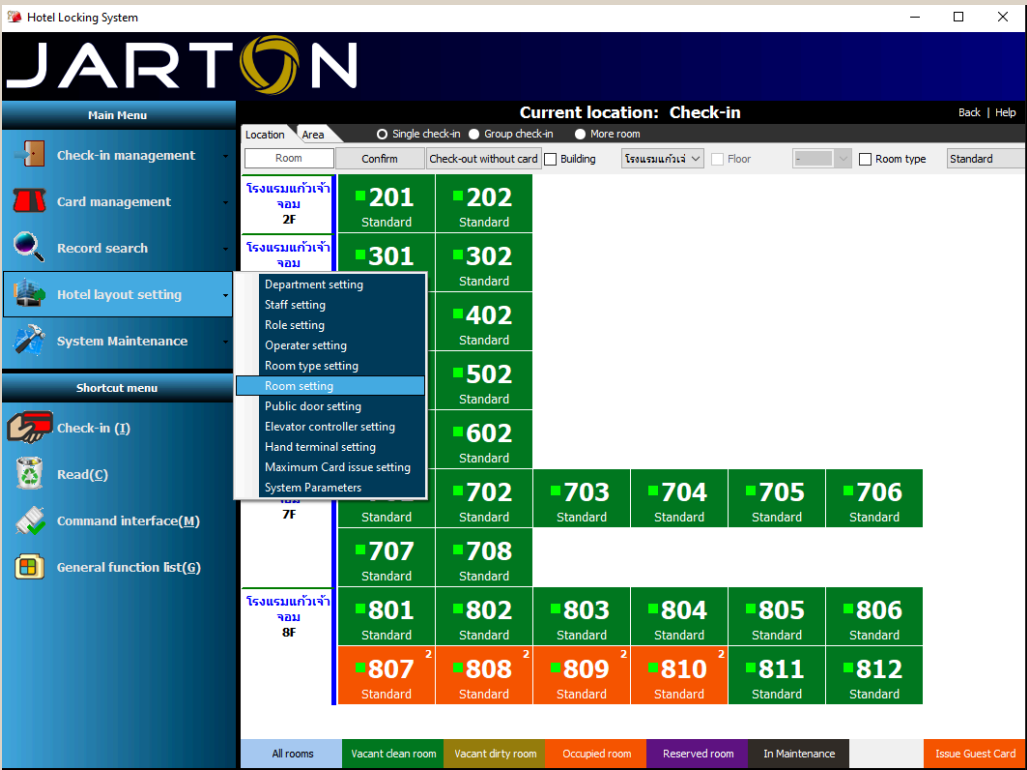 Hotel Locking System
JARTON
Main Menu
Check-in management
Card management
Record search
Hotel layout setting
System Maintenance
Shortcut menu
Check-in (I)
Read(C)
Command interface(M)
General function list(G)
Current location: Check-in
Back | Help
Location Area
Single check-in Group check-in More room
Room Confirm Check-out without card Building โรงแรมแก้วเจ้ Floor - Room type Standard
โรงแรมแก้วเจ้า
จอม
2F
201 202
Standard Standard
โรงแรมแก้วเจ้า
จอม
301 302
Standard
Department setting
Staff setting
Role setting
Operater setting
Room type setting
Room setting
Public door setting
Elevator controller setting
Hand terminal setting
Maximum Card issue setting
System Parameters
402
Standard
502
Standard
602
Standard
7F
702 703 704 705 706
Standard Standard Standard Standard Standard Standard
707 708
Standard Standard
โรงแรมแก้วเจ้า
จอม
8F
801 802 803 804 805 806
Standard Standard Standard Standard Standard Standard
807 2 808 2 809 2 810 2 811 812
Standard Standard Standard Standard Standard Standard
All rooms Vacant clean room Vacant dirty room Occupied room Reserved room In Maintenance Issue Guest Card